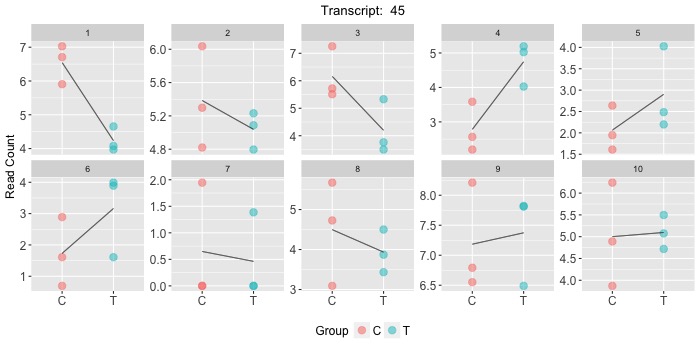 Transcript: 45
1 2 3 4 5
7 6 5 4
6.0 5.6 5.2 4.8
7 6 5 4
5 4 3
4.0 3.5 3.0 2.5 2.0 1.5
Read Count
6 7 8 9 10
4 3 2 1
2.0 1.5 1.0 0.5 0.0
5 4 3
8.0 7.5 7.0 6.5
6.0 5.5 5.0 4.5 4.0
C T C T C T C T C T
Group C T